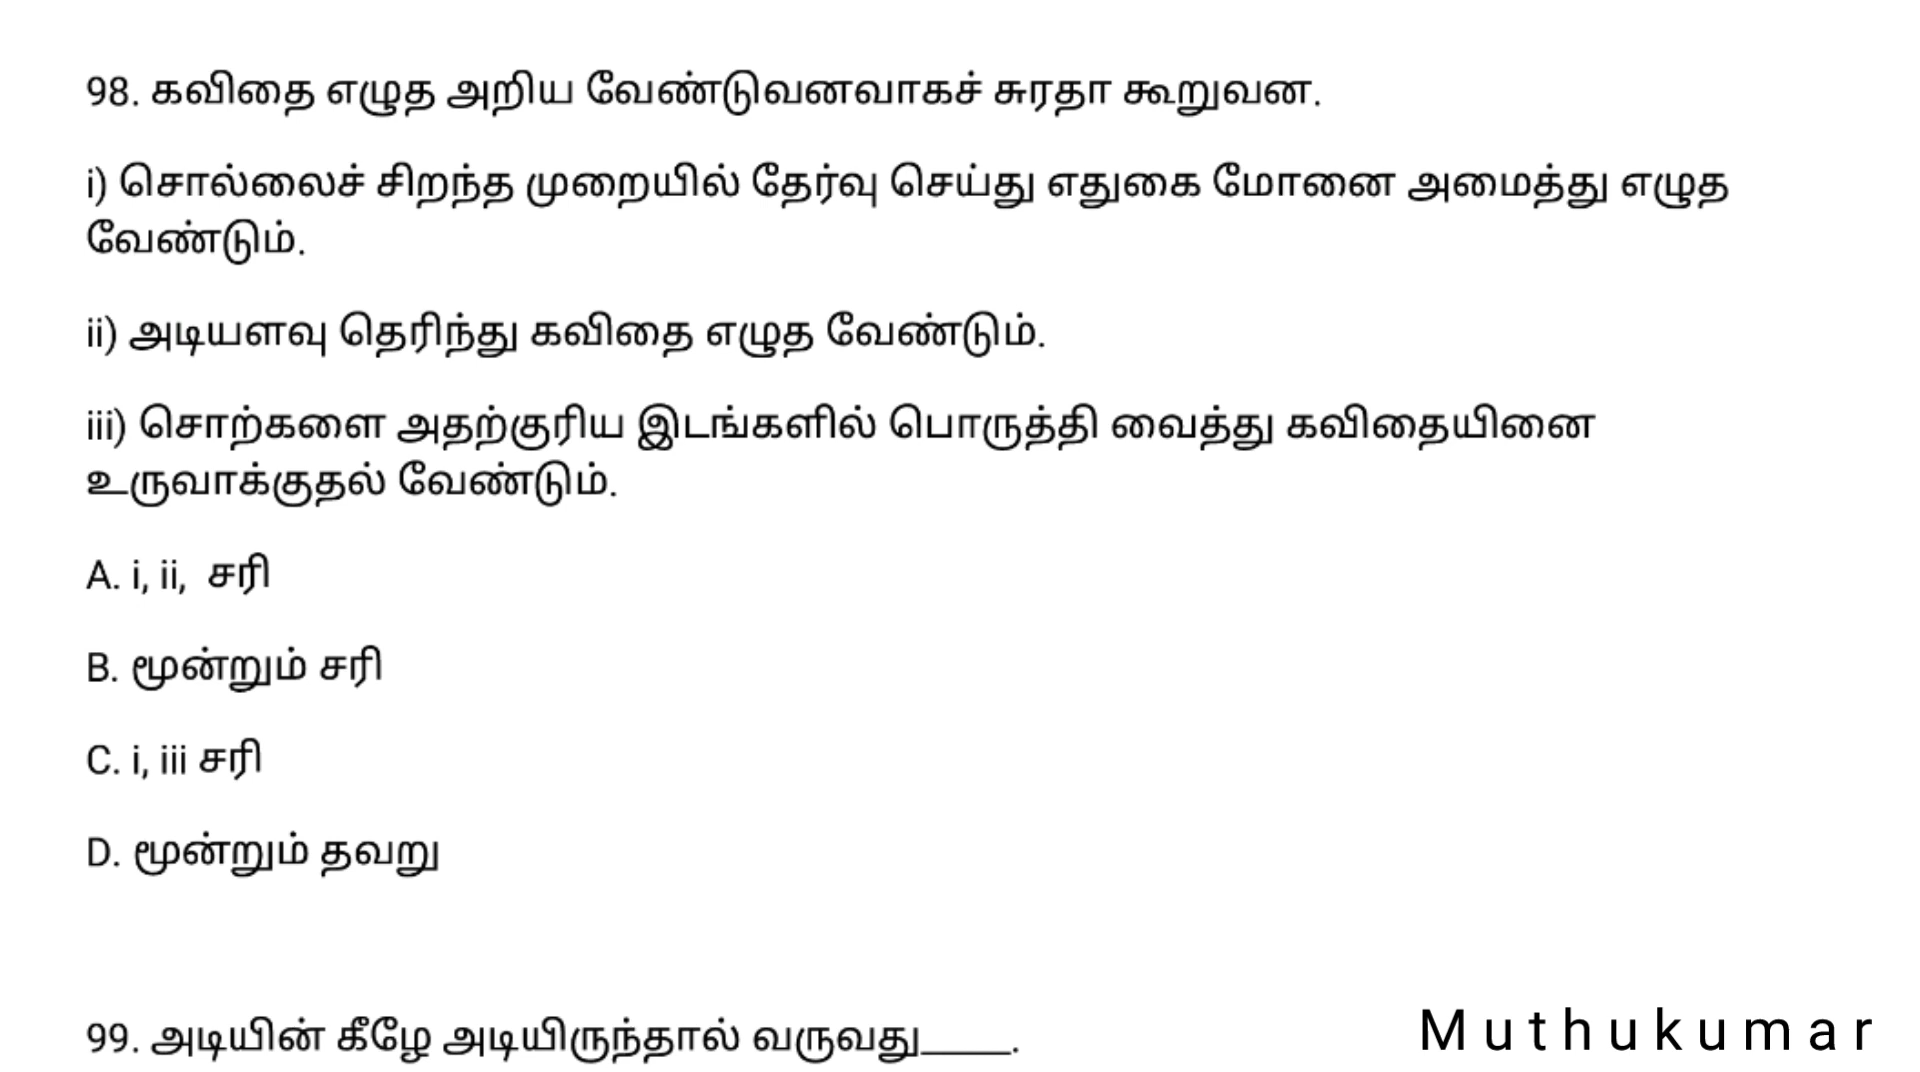 98. கவிதை எழுத அறிய வேண்டுவனவாகச் சுரதா கூறுவன.
i) சொல்லைச் சிறந்த முறையில் தேர்வு செய்து எதுகை மோனை அமைத்து எழுத
வேண்டும்.
ii) அடியளவு தெரிந்து கவிதை எழுத வேண்டும்.
iii) சொற்களை அதற்குரிய இடங்களில் பொருத்தி வைத்து கவிதையினை
உருவாக்குதல் வேண்டும்.
A. i, ii, சரி
B. மூன்றும் சரி
C. i, iii சரி
D. மூன்றும் தவறு
99. அடியின் கீழே அடியிருந்தால் வருவது_____.
Muthukumar